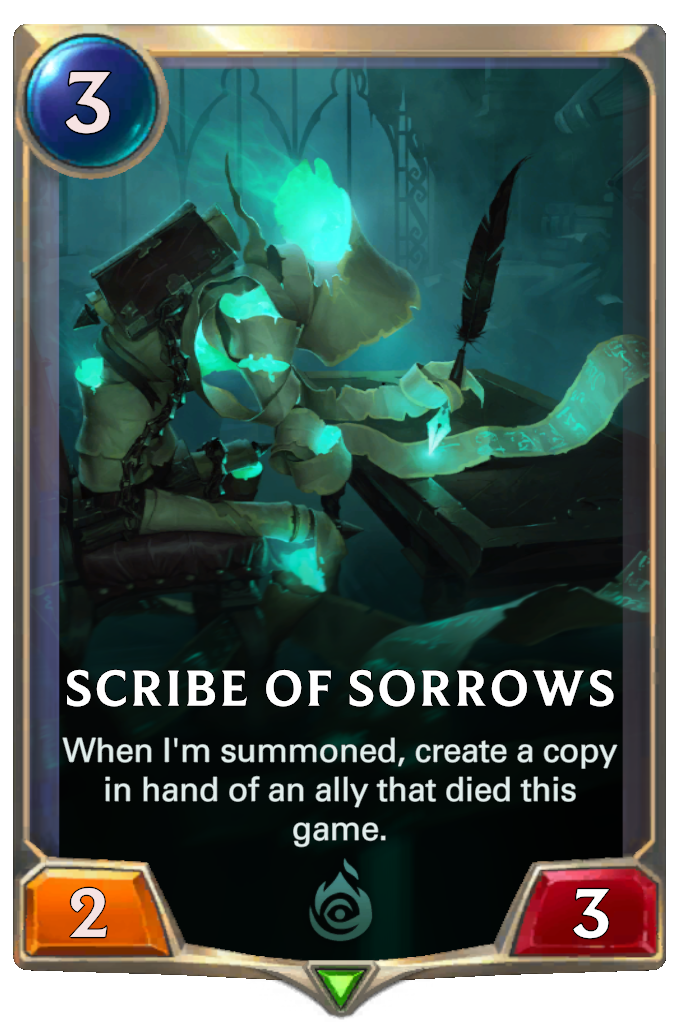 3
SCRIBE OF SORROWS
When I'm summoned, create a copy
in hand of an ally that died this
game.
2 3